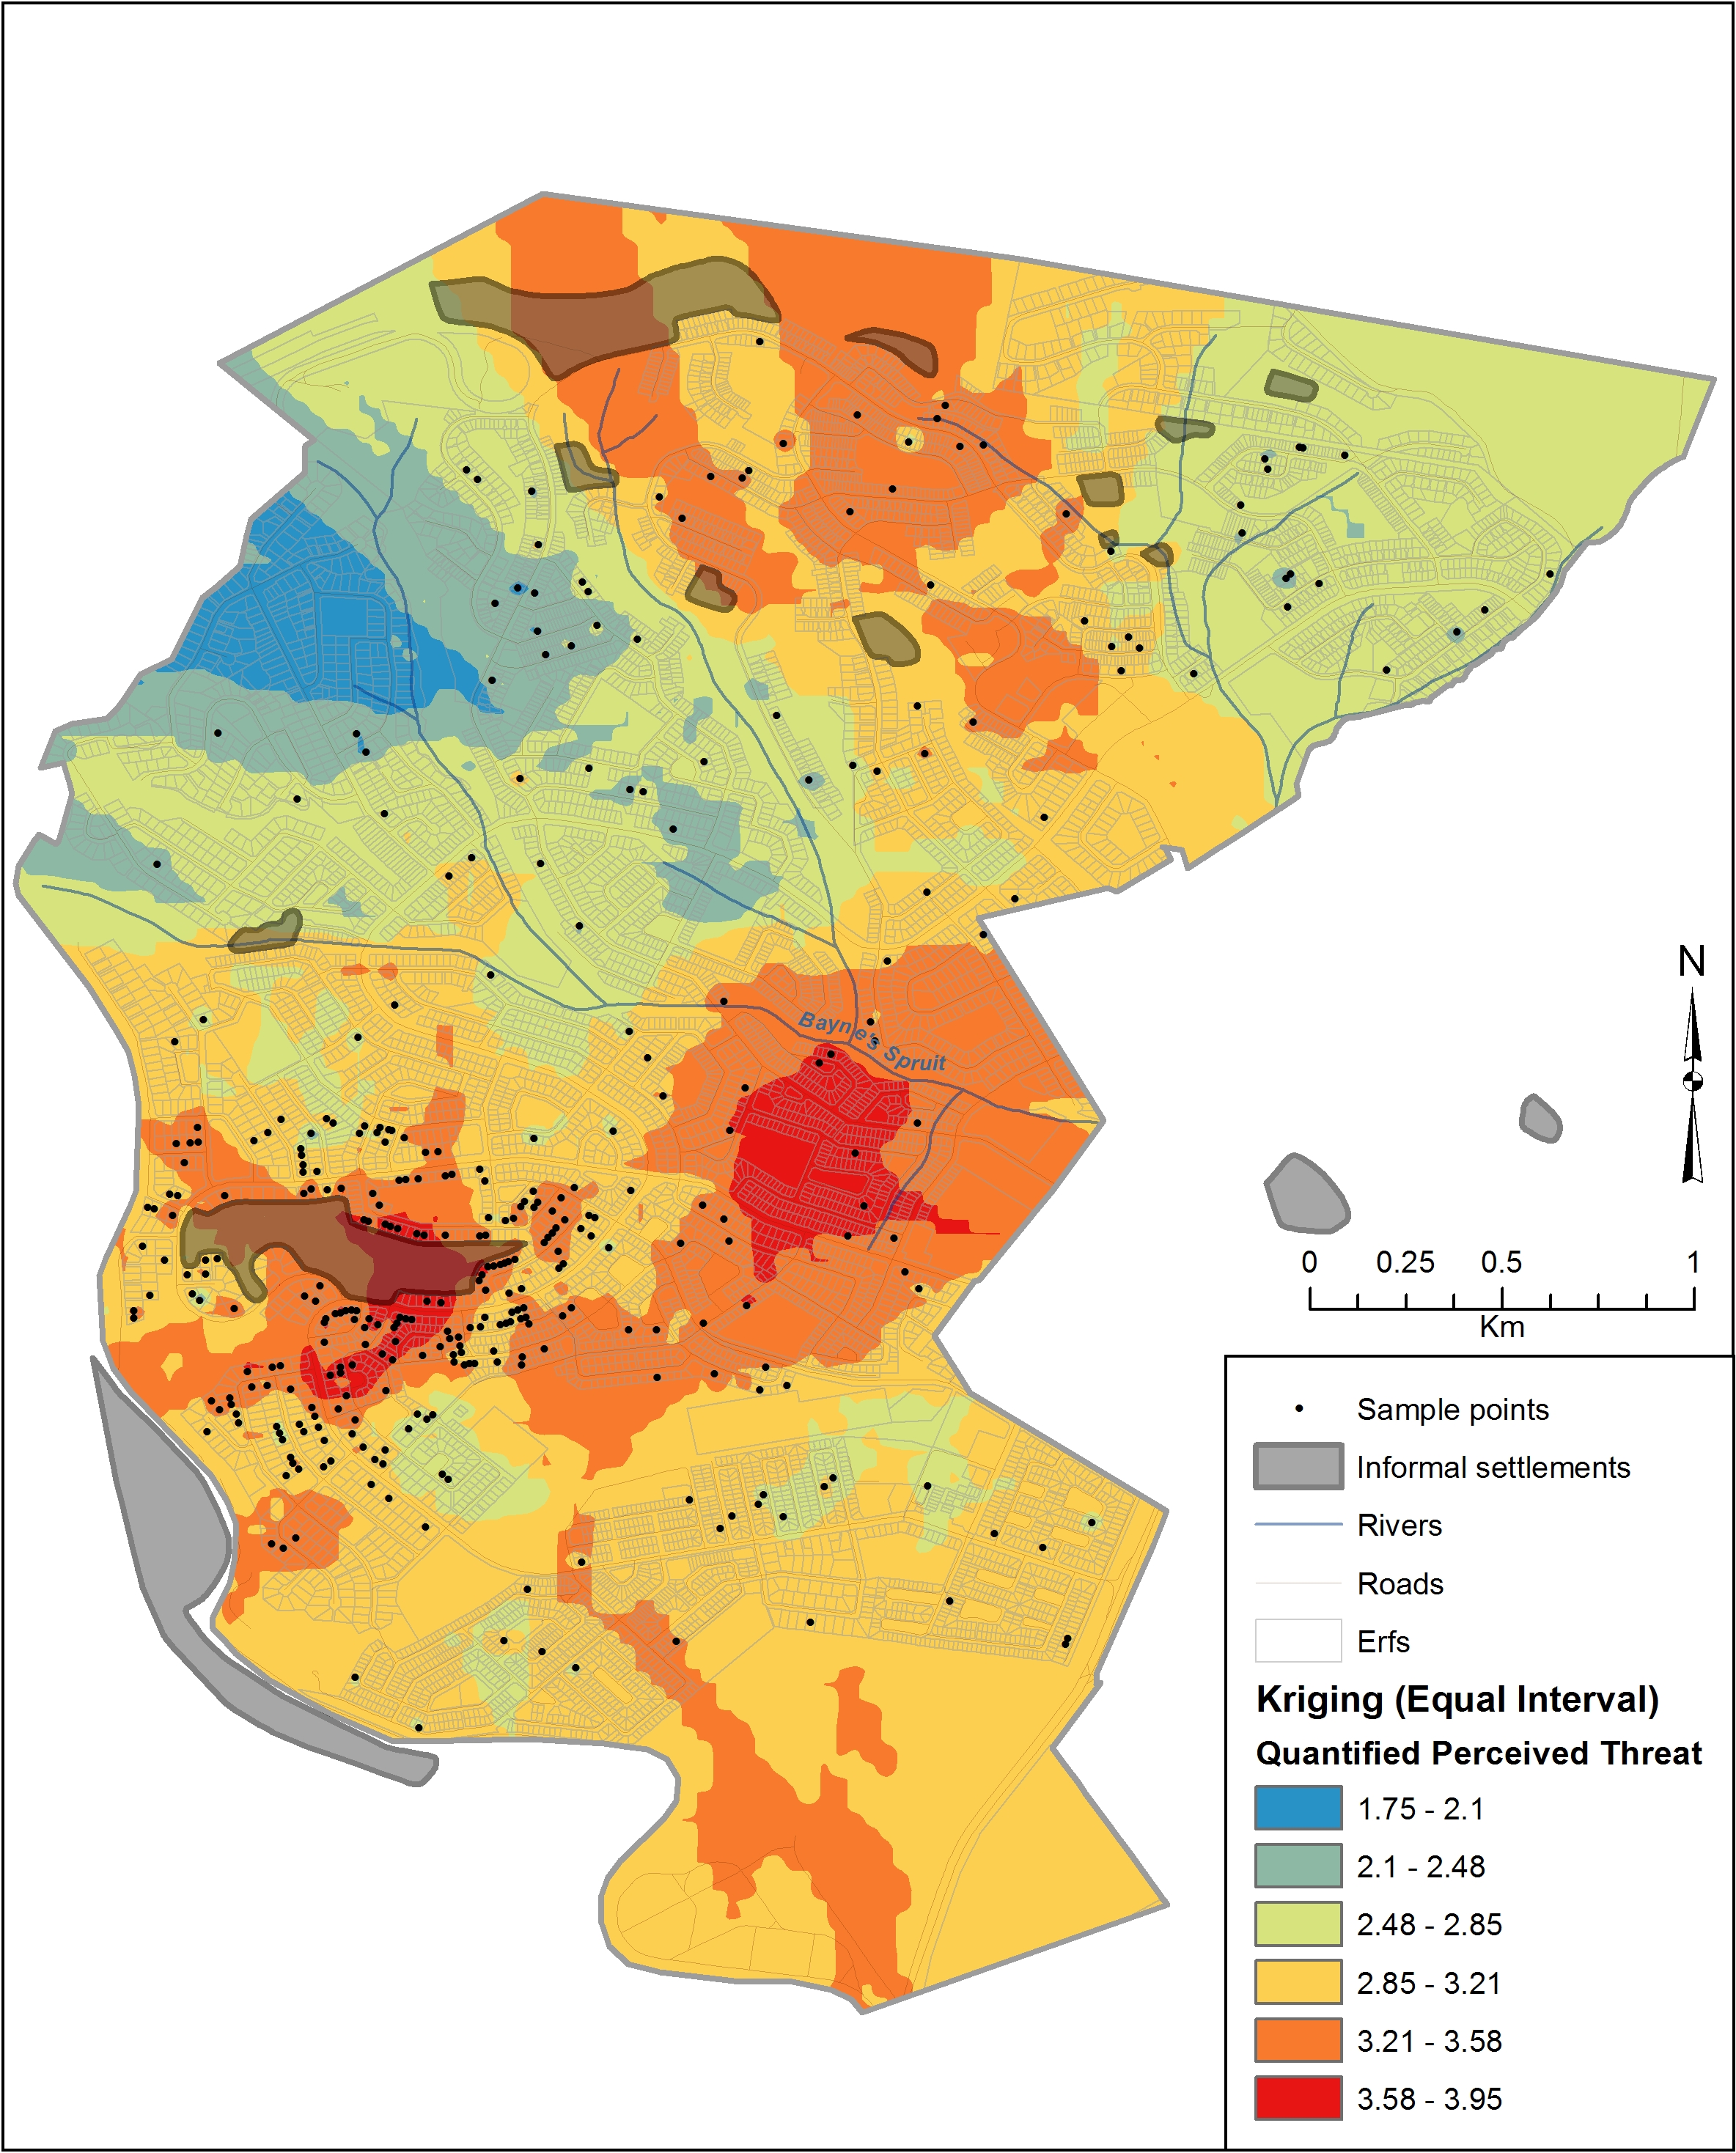 Bayne's Spruit
N
0 0.25 0.5 1
Km
Sample points
Informal settlements
Rivers
Roads
Erfs
Kriging (Equal Interval)
Quantified Perceived Threat
1.75 - 2.1
2.1 - 2.48
2.48 - 2.85
2.85 - 3.21
3.21 - 3.58
3.58 - 3.95